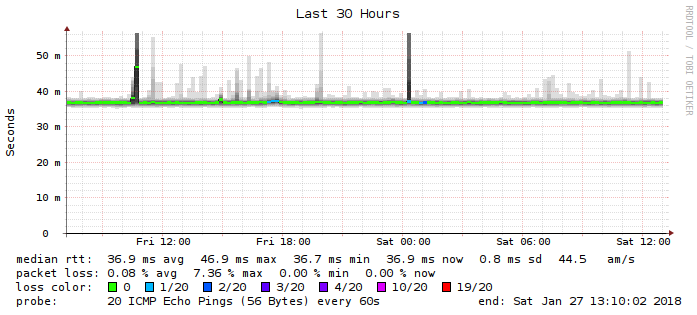 Last 30 Hours
RRDTOOL / TOBI OETIKER
Seconds
50 m
40 m
30 m
20 m
10 m
0
Fri 12:00 Fri 18:00 Sat 00:00 Sat 06:00 Sat 12:00
median rtt: 36.9 ms avg 46.9 ms max 36.7 ms min 36.9 ms now 0.8 ms sd 44.5 am/s
packet loss: 0.08 % avg 7.36 % max 0.00 % min 0.00 % now
loss color: 0 1/20 2/20 3/20 4/20 10/20 19/20
probe: 20 ICMP Echo Pings (56 Bytes) every 60s end: Sat Jan 27 13:10:02 2018